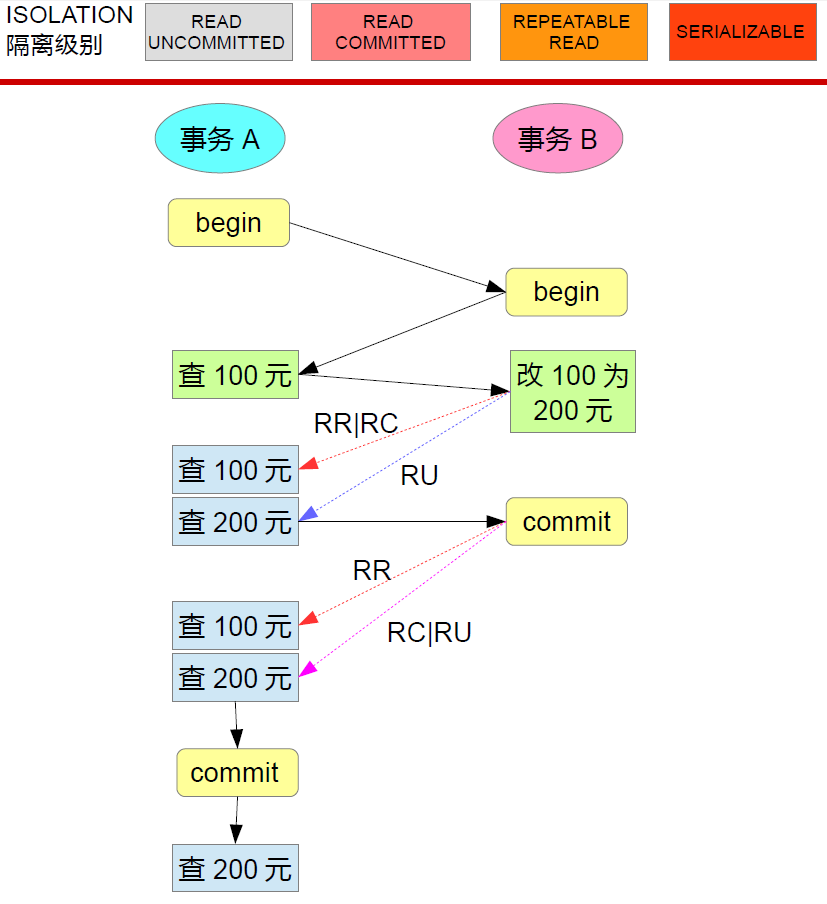 ISOLATION
隔离级别
READ
UNCOMMITTED
READ
COMMITTED
REPEATABLE
READ
SERIALIZABLE
事务 A
事务 B
begin
begin
查 100 元
改 100 为
200 元
RR|RC
查 100 元
RU
查 200 元
commit
RR
查 100 元
RC|RU
查 200 元
commit
查 200 元